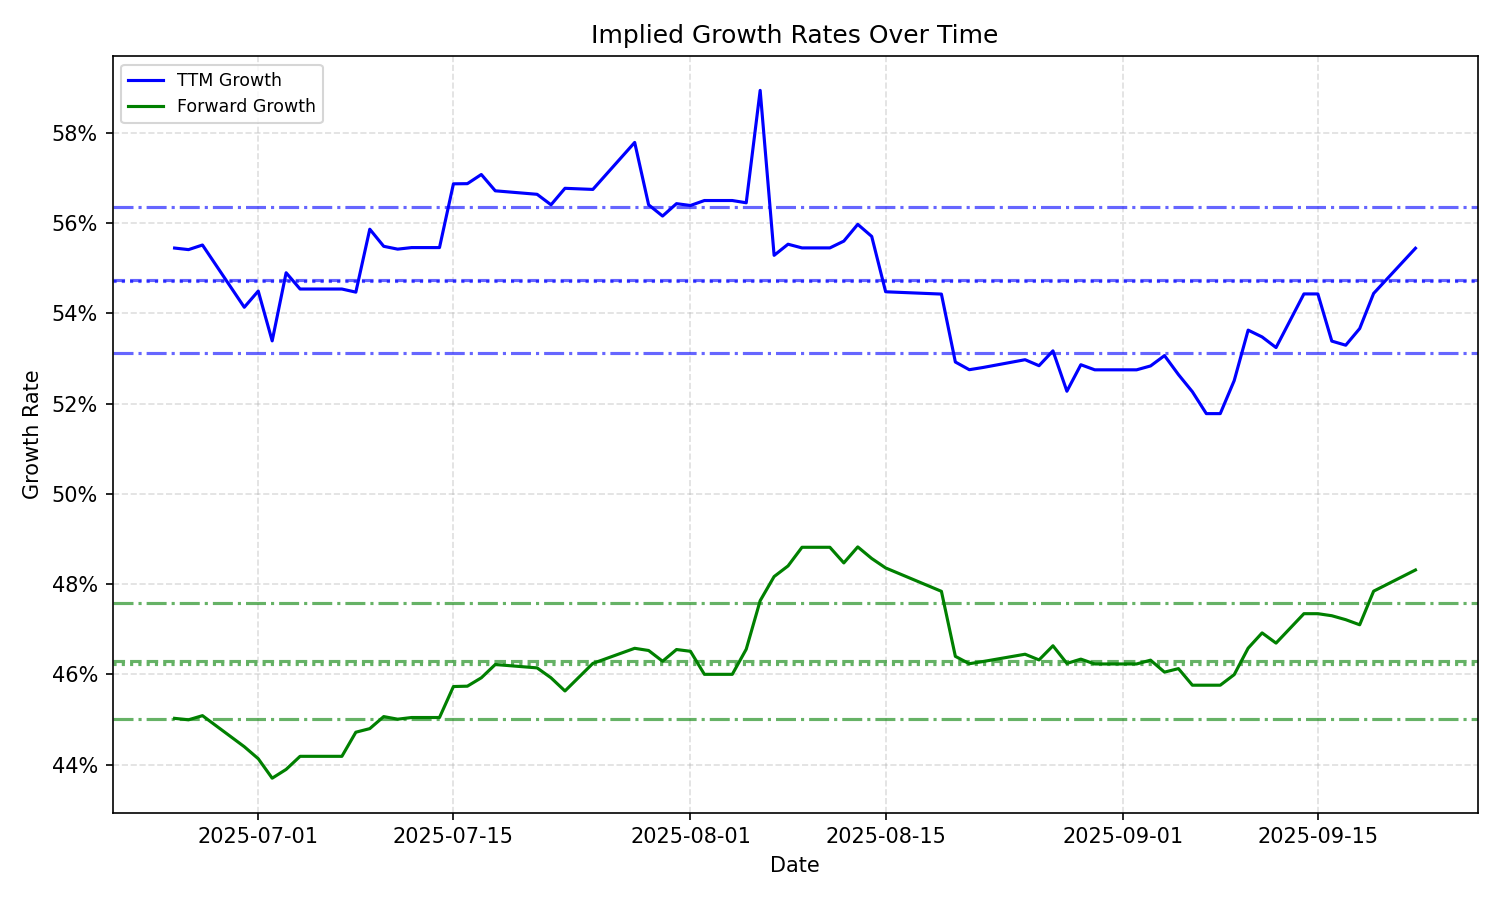 Implied Growth Rates Over Time
TTM Growth
Forward Growth
58%
56%
54%
52%
50%
48%
46%
44%
Growth Rate
2025-07-01
2025-07-15
2025-08-01
2025-08-15
2025-09-01
2025-09-15
Date